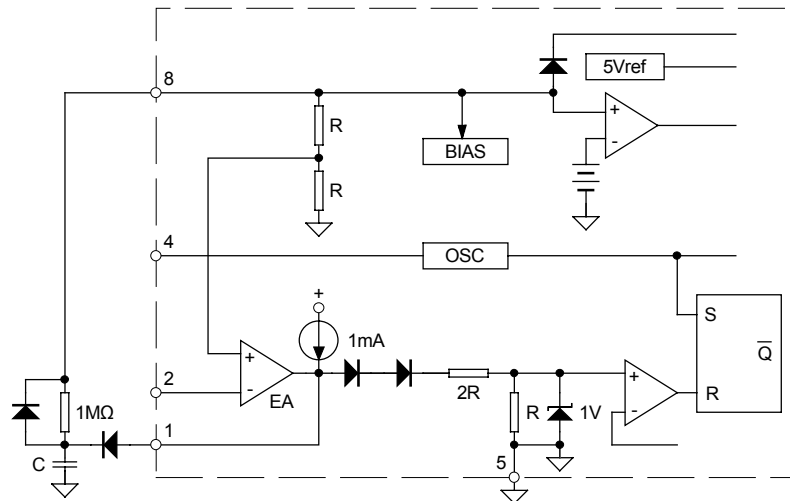 8
5Vref
+
-
R
BIAS
R
4
OSC
+
1mA
S
Q̅
+
-
EA
2
2R
R
1V
+
-
R
1MΩ
1
C
5